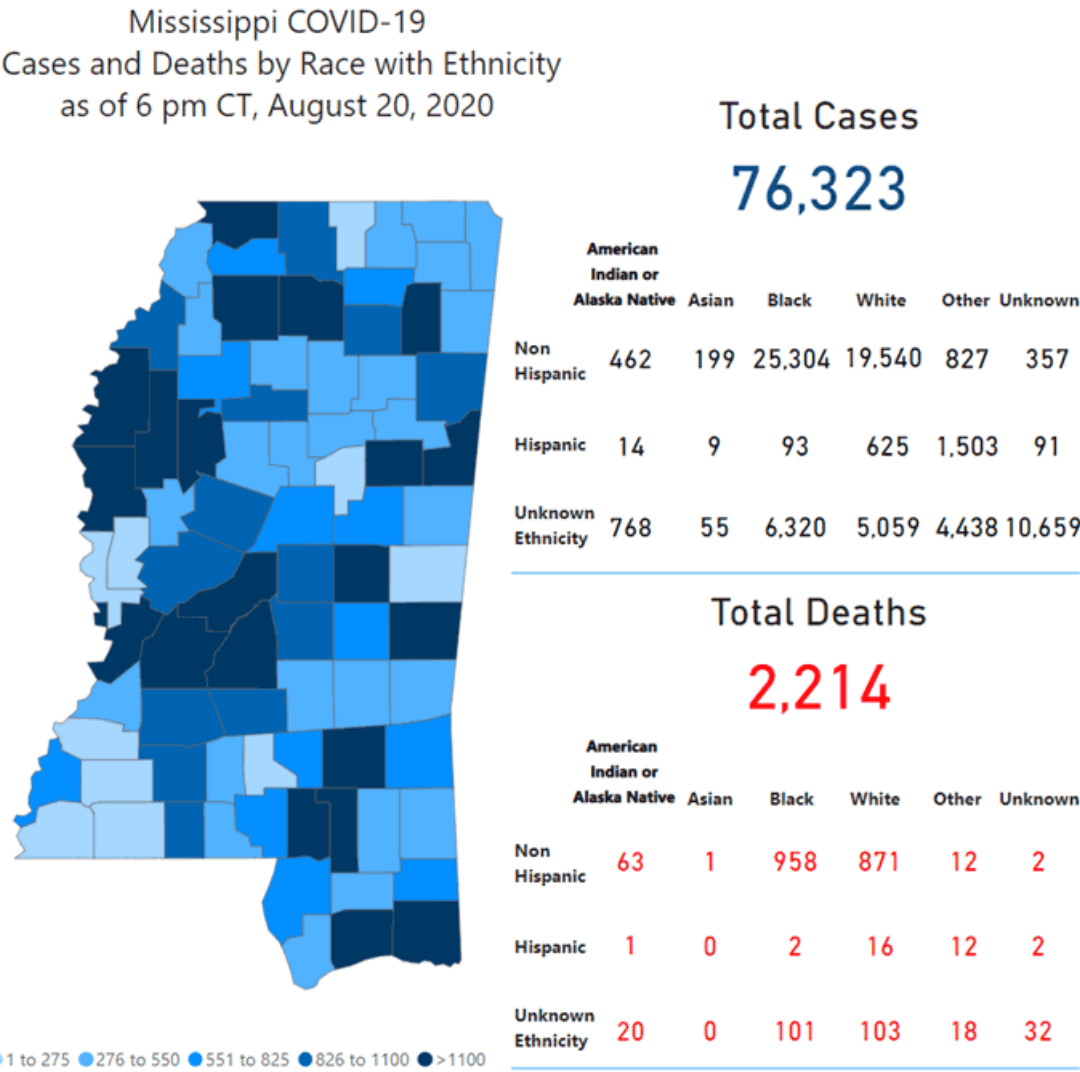 Mississippi COVID-19
Cases and Deaths by Race with Ethnicity
as of 6 pm CT, August 20, 2020
Total Cases
76,323
American
Indian or
Alaska Native Asian Black White Other Unknown
Non
Hispanic 462 199 25,304 19,540 827 357
Hispanic 14 9 93 625 1,503 91
Unknown
Ethnicity 768 55 6,320 5,059 4,438 10,659
Total Deaths
2,214
American
Indian or
Alaska Native Asian Black White Other Unknown
Non
Hispanic 63 1 958 871 12 2
Hispanic 1 0 2 16 12 2
Unknown
Ethnicity 20 0 101 103 18 32
1 to 275 276 to 550 551 to 825 826 to 1100 >1100